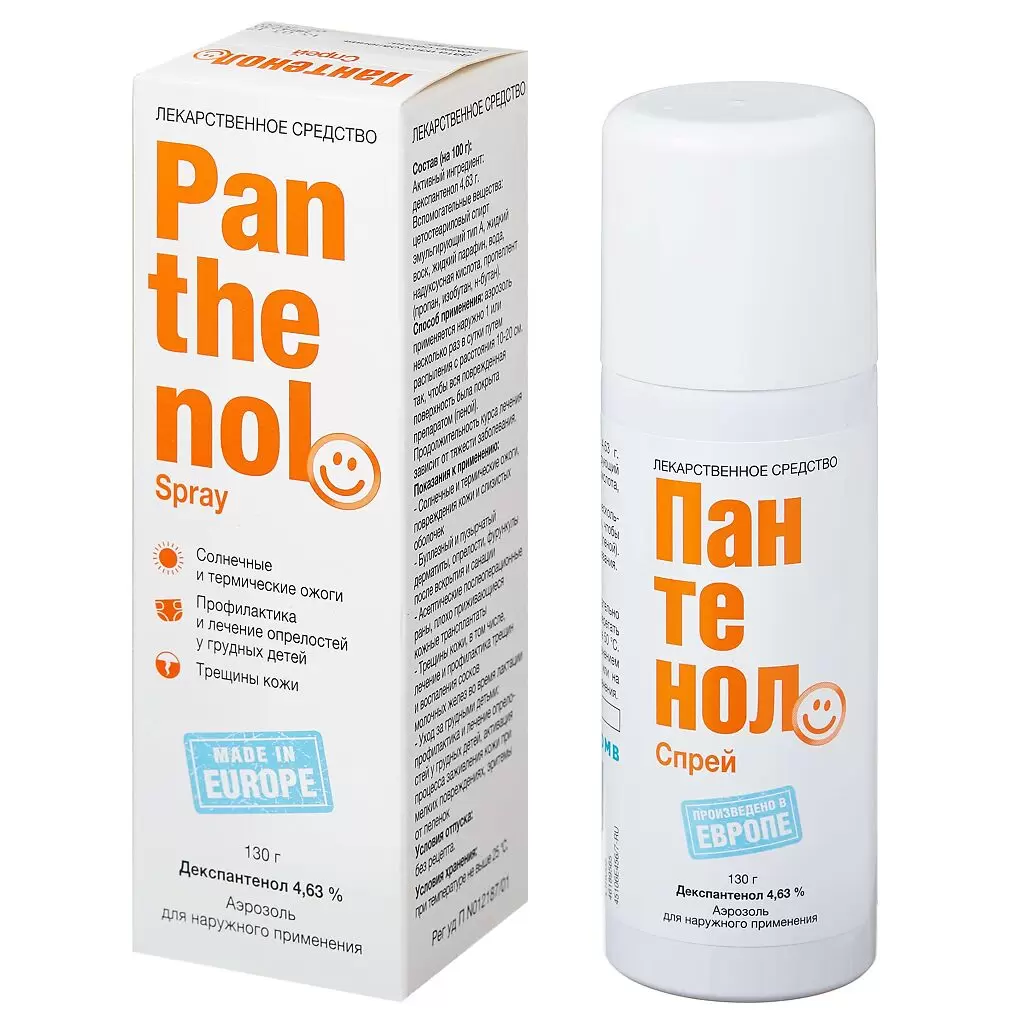 Пантенол
Спрей
ЛЕКАРСТВЕННОЕ СРЕДСТВО
Pan
the
nol
Spray
Солнечные
и термические ожоги
Профилактика
и лечение опрелостей
у грудных детей
Трещины кожи
MADE IN
EUROPE
130 г
Декспантенол 4,63 %
Аэрозоль
для наружного применения
ЛЕКАРСТВЕННОЕ СРЕДСТВО
Состав (на 100 г):
Активный ингредиент:
декспантенол 4,63 г.
Вспомогательные вещества:
цетостеариловый спирт
эмульгирующий тип А, жидкий
воск, жидкий парафин, вода,
надуксусная кислота, пропеллент
(пропан, изобутан, н-бутан).
Способ применения: аэрозоль
применяется наружно 1 или
несколько раз в сутки путем
распыления с расстояния 10-20 см.
так, чтобы вся поврежденная
поверхность была покрыта
препаратом (пеной).
Продолжительность курса лечения
зависит от тяжести заболевания.
Показания к применению:
- Солнечные и термические ожоги,
повреждения кожи и слизистых
оболочек
- Буллезный и пузырчатый
дерматиты, опрелости, фурункулы
после вскрытия и санации
- Асептические послеоперационные
раны, плохо приживающиеся
кожные трансплантаты
- Трещины кожи, в том числе,
лечение и профилактика трещин
и воспаления сосков
молочных желез во время лактации
- Уход за грудными детьми:
профилактика и лечение опрело-
стей у грудных детей, активация
процесса заживления кожи при
мелких повреждениях, эритемы
от пеленок
Условия отпуска:
без рецепта.
Условия хранения:
при температуре не выше 25 °С.
Рег уд П N012187/01
ЛЕКАРСТВЕННОЕ СРЕДСТВО
Пан
те
нол
Спрей
ПРОИЗВЕДЕНО В
ЕВРОПЕ
130 г
Декспантенол 4,63 %
Аэрозоль
для наружного применения